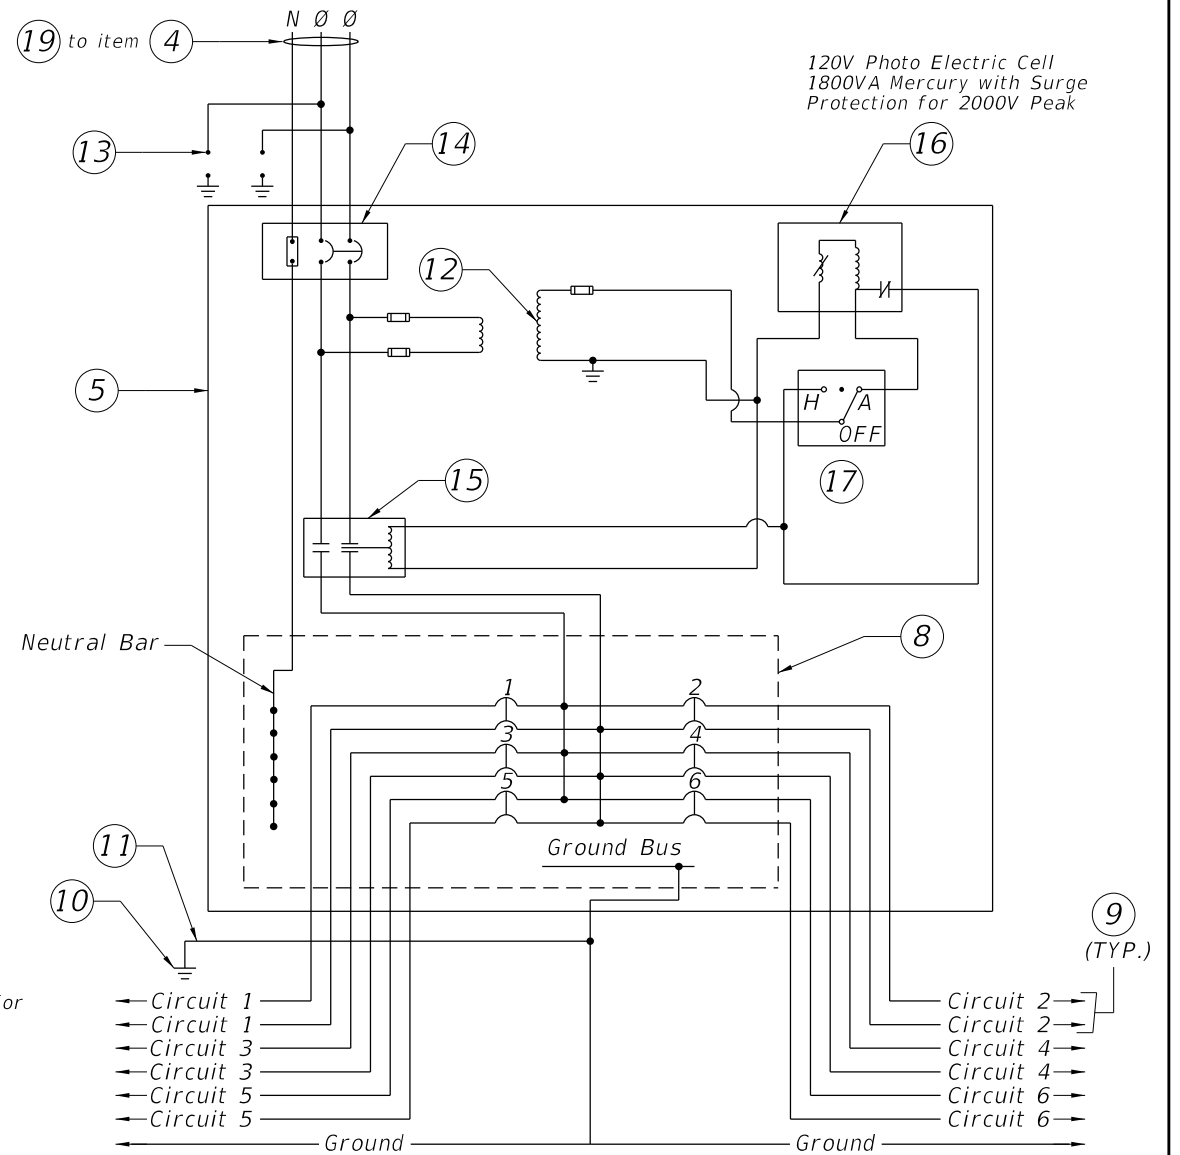 N Ø Ø
19 to item 4
120V Photo Electric Cell
1800VA Mercury with Surge
Protection for 2000V Peak
13
14
16
12
5
H A
OFF
17
15
Neutral Bar
8
1 2
3 4
5 6
Ground Bus
11
10
9
(TYP.)
or
Circuit 1 Circuit 2
Circuit 1 Circuit 2
Circuit 3 Circuit 4
Circuit 3 Circuit 4
Circuit 5 Circuit 6
Circuit 5 Circuit 6
Ground Ground